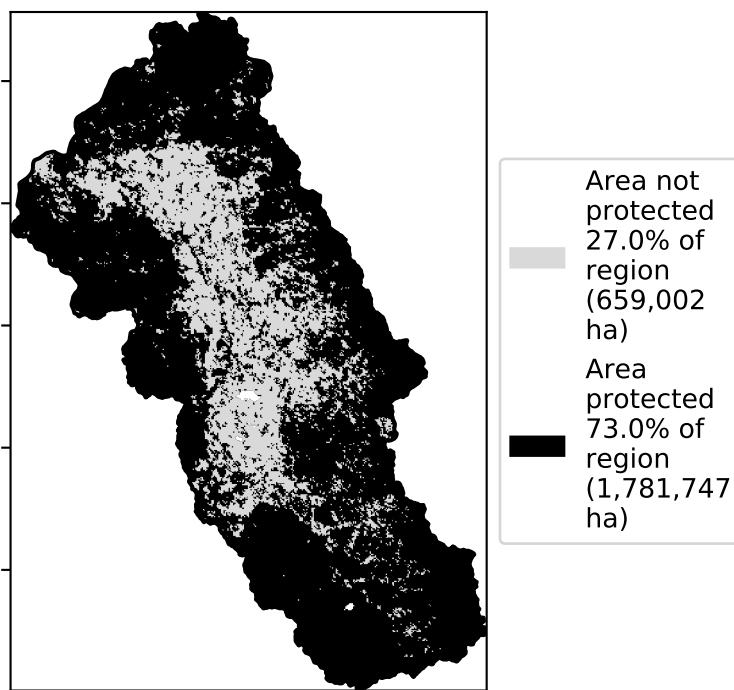 Area not
protected
27.0% of
region
(659,002
ha)
Area
protected
73.0% of
region
(1,781,747
ha)